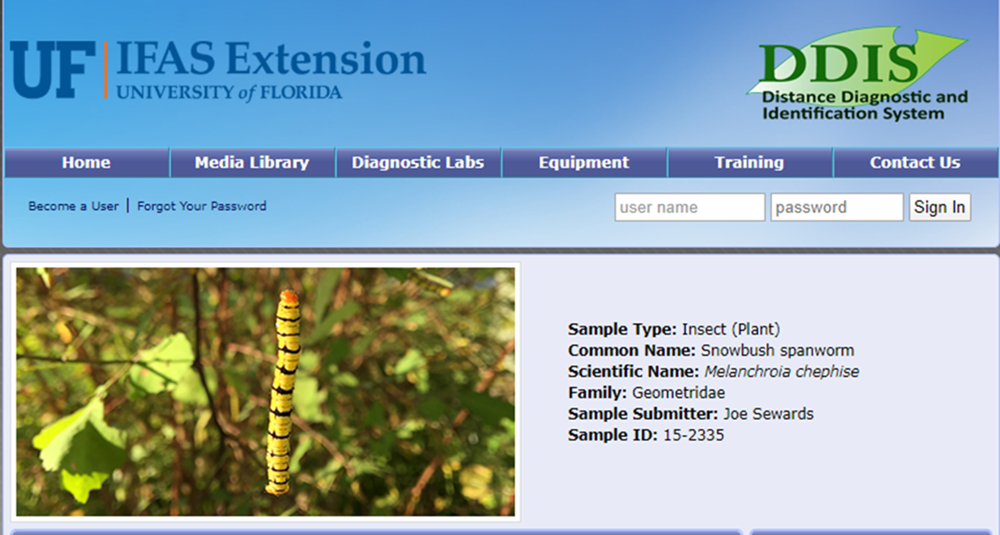 UF IFAS Extension
UNIVERSITY of FLORIDA
DDIS
Distance Diagnostic and
Identification System
Home Media Library Diagnostic Labs Equipment Training Contact Us
Become a User | Forgot Your Password user name password Sign In
Sample Type: Insect (Plant)
Common Name: Snowbush spanworm
Scientific Name: Melanchroia chephise
Family: Geometridae
Sample Submitter: Joe Sewards
Sample ID: 15-2335